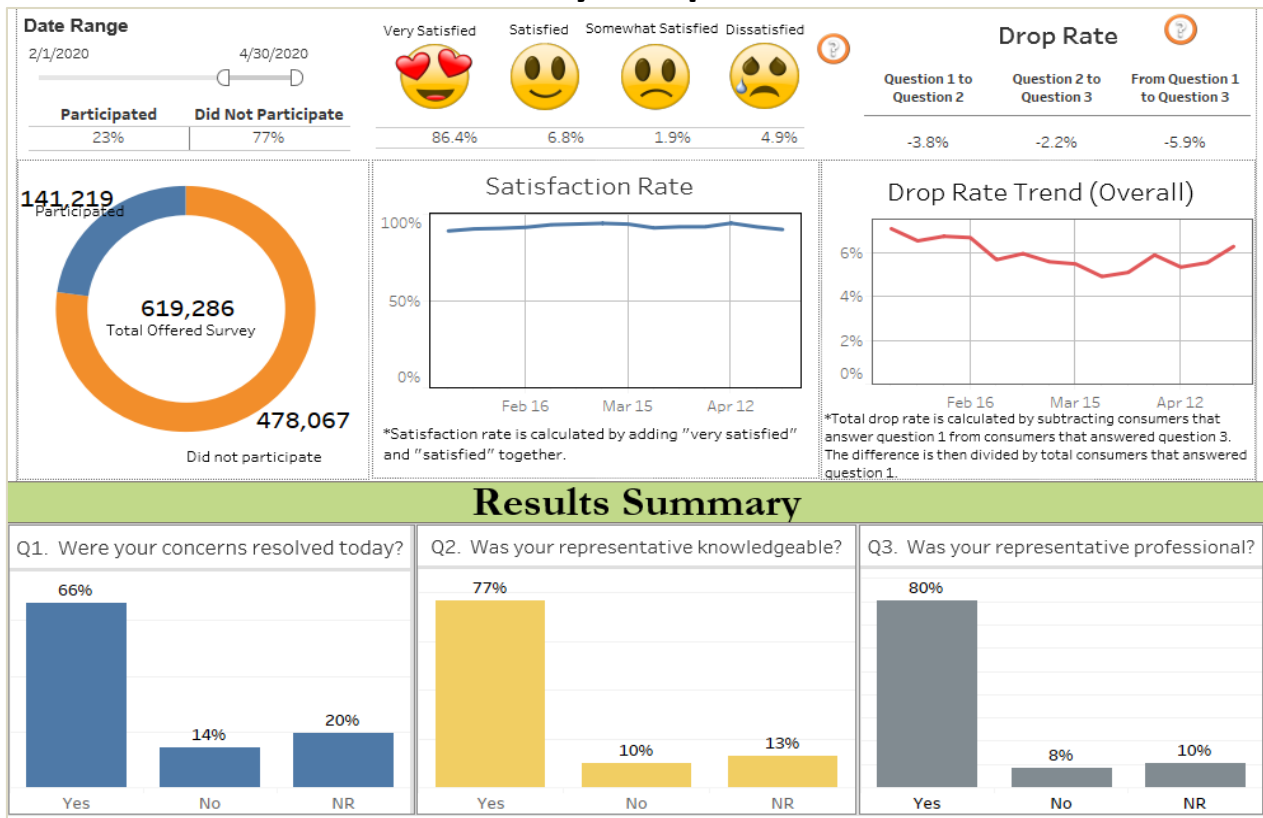 Date Range
2/1/2020
4/30/2020
Participated
Did Not Participate
23%
77%
Very Satisfied
Satisfied
Somewhat Satisfied
Dissatisfied
86.4%
6.8%
1.9%
4.9%
?
Drop Rate
?
Question 1 to
Question 2
Question 2 to
Question 3
From Question 1
to Question 3
-3.8%
-2.2%
-5.9%
141,219
Participated
619,286
Total Offered Survey
478,067
Did not participate
Satisfaction Rate
100%
50%
0%
Feb 16
Mar 15
Apr 12
*Satisfaction rate is calculated by adding "very satisfied"
and "satisfied" together.
Drop Rate Trend (Overall)
6%
4%
2%
0%
Feb 16
Mar 15
Apr 12
*Total drop rate is calculated by subtracting consumers that
answer question 1 from consumers that answered question 3.
The difference is then divided by total consumers that answered
question 1.
Results Summary
Q1. Were your concerns resolved today?
66%
14%
20%
Yes
No
NR
Q2. Was your representative knowledgeable?
77%
10%
13%
Yes
No
NR
Q3. Was your representative professional?
80%
8%
10%
Yes
No
NR